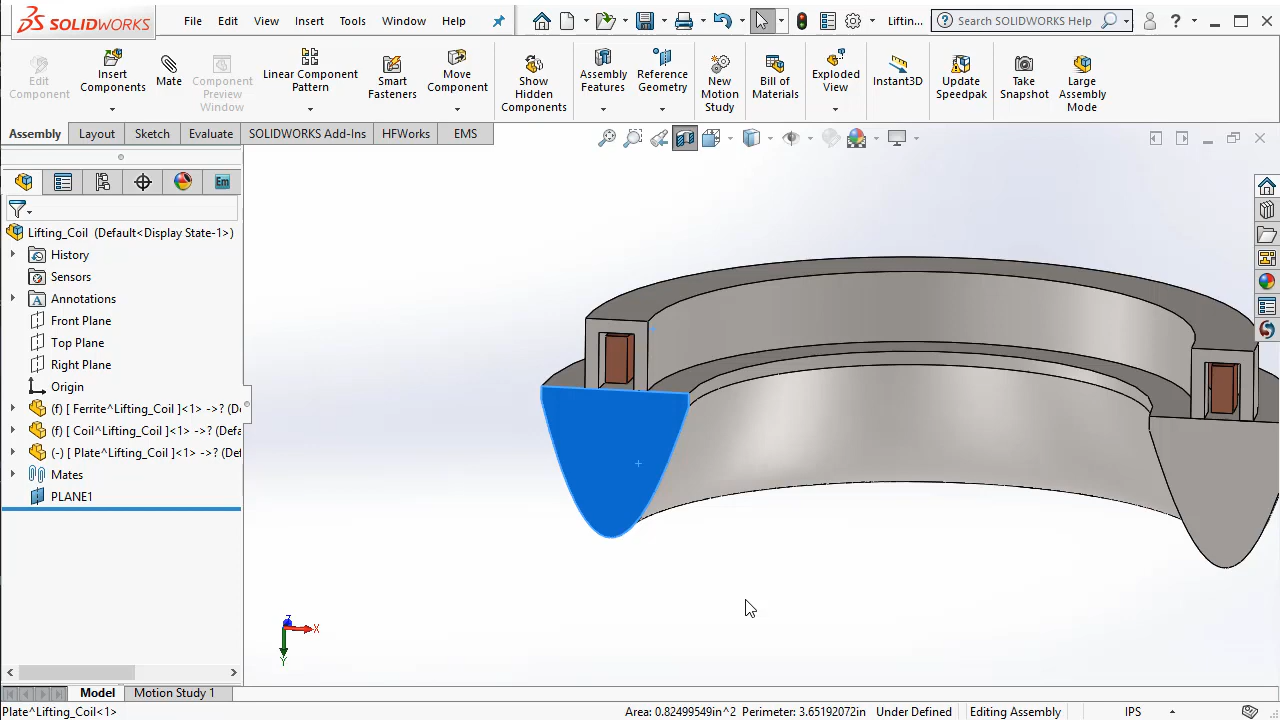 SOLIDWORKS File Edit View Insert Tools Window Help Liftin... Search SOLIDWORKS Help ?
Edit Component
Insert Components
Mate
Component Preview Window
Linear Component Pattern
Smart Fasteners
Move Component
Show Hidden Components
Assembly Features
Reference Geometry
New Motion Study
Bill of Materials
Exploded View
Instant3D
Update Speedpak
Take Snapshot
Large Assembly Mode
Assembly Layout Sketch Evaluate SOLIDWORKS Add-Ins HFWorks EMS
Em
Lifting_Coil (Default<Display State-1>)
History
Sensors
A Annotations
Front Plane
Top Plane
Right Plane
Origin
(f) [ Ferrite^Lifting_Coil ]<1> ->? (D
(f) [ Coil^Lifting_Coil ]<1> ->? (Defa
(-) [ Plate^Lifting_Coil ]<1> ->? (Def
Mates
PLANE1
Z
X
Y
Model Motion Study 1
Plate^Lifting_Coil<1> Area: 0.82499549in^2 Perimeter: 3.65192072in Under Defined Editing Assembly IPS